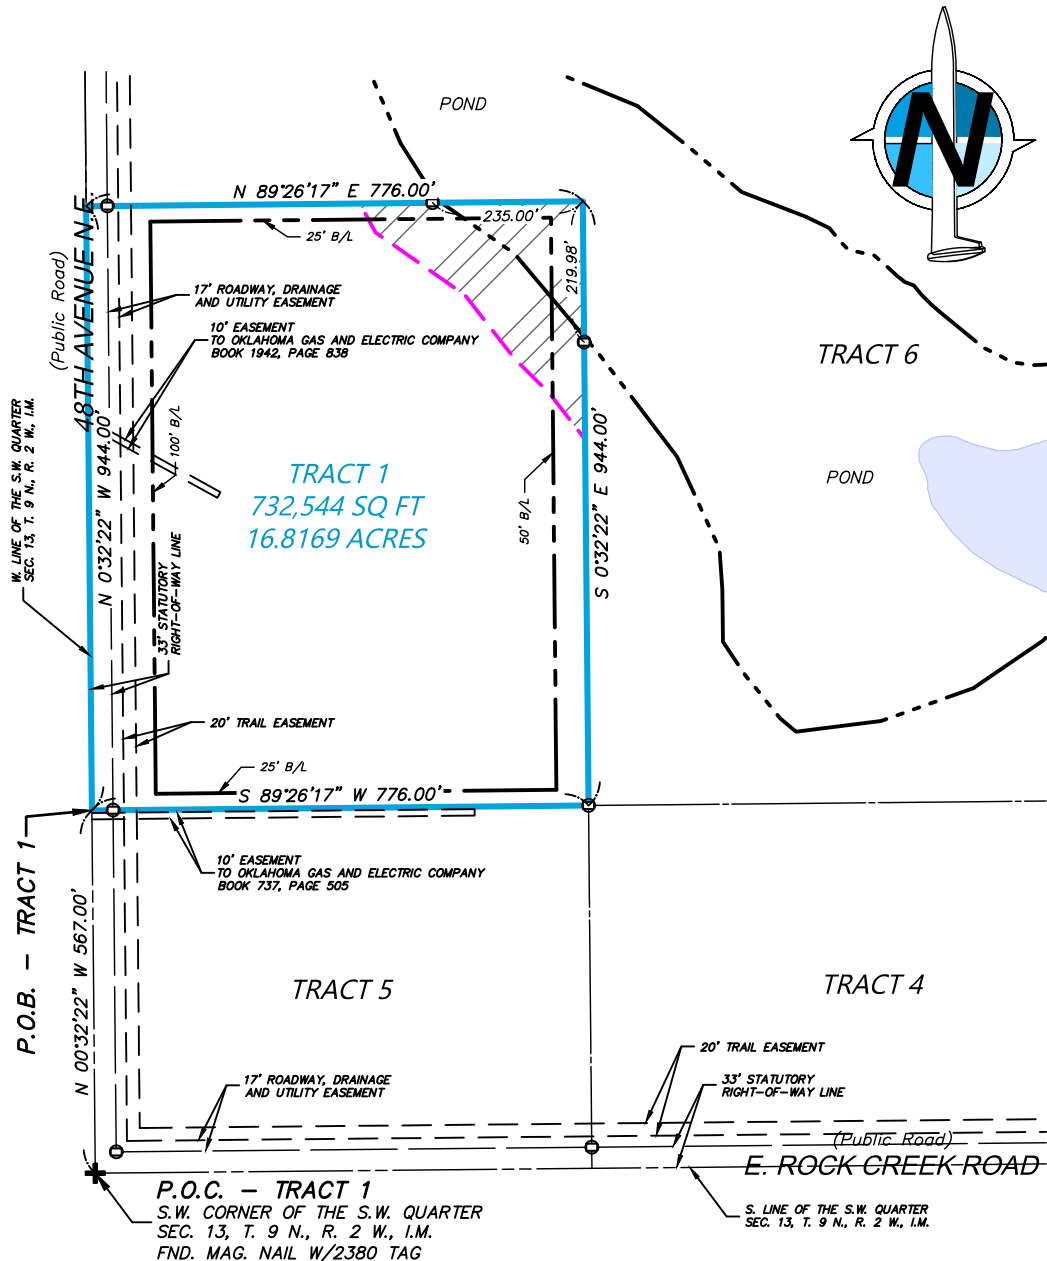 POND
N
N 89°26'17" E 776.00'
235.00'
25' B/L
219.98'
48TH AVENUE N.E.
(Public Road)
17' ROADWAY, DRAINAGE
AND UTILITY EASEMENT
10' EASEMENT
TO OKLAHOMA GAS AND ELECTRIC COMPANY
BOOK 1942, PAGE 838
TRACT 6
W. LINE OF THE S.W. QUARTER
SEC. 13, T. 9 N., R. 2 W., I.M.
N 0°32'22" W 944.00'
100' B/L
TRACT 1
732,544 SQ FT
16.8169 ACRES
50' B/L
S 0°32'22" E 944.00'
POND
33' STATUTORY
RIGHT-OF-WAY LINE
20' TRAIL EASEMENT
25' B/L
S 89°26'17" W 776.00'
P.O.B. - TRACT 1
10' EASEMENT
TO OKLAHOMA GAS AND ELECTRIC COMPANY
BOOK 737, PAGE 505
N 00°32'22" W 567.00'
TRACT 5
TRACT 4
20' TRAIL EASEMENT
17' ROADWAY, DRAINAGE
AND UTILITY EASEMENT
33' STATUTORY
RIGHT-OF-WAY LINE
(Public Road)
E. ROCK CREEK ROAD
P.O.C. - TRACT 1
S.W. CORNER OF THE S.W. QUARTER
SEC. 13, T. 9 N., R. 2 W., I.M.
FND. MAG. NAIL W/2380 TAG
S. LINE OF THE S.W. QUARTER
SEC. 13, T. 9 N., R. 2 W., I.M.